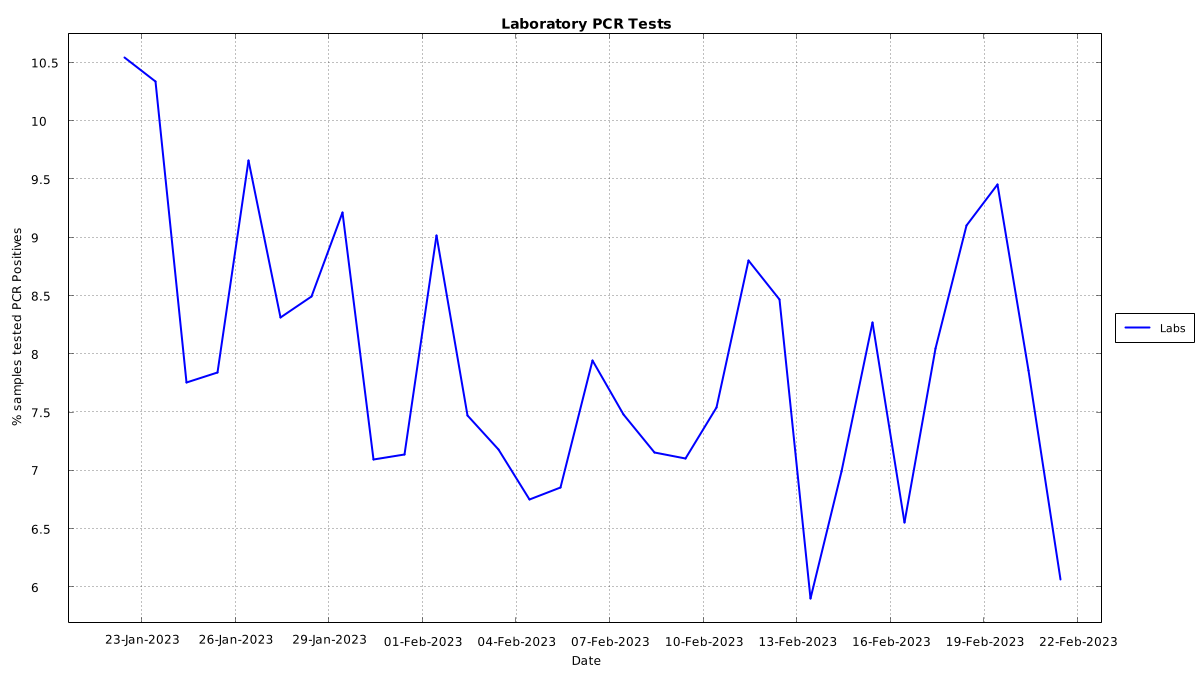 Laboratory PCR Tests
10.5
10
9.5
9
8.5
8
7.5
7
6.5
6
% samples tested PCR Positives
23-Jan-2023 26-Jan-2023 29-Jan-2023 01-Feb-2023 04-Feb-2023 07-Feb-2023 10-Feb-2023 13-Feb-2023 16-Feb-2023 19-Feb-2023 22-Feb-2023
Date
Labs